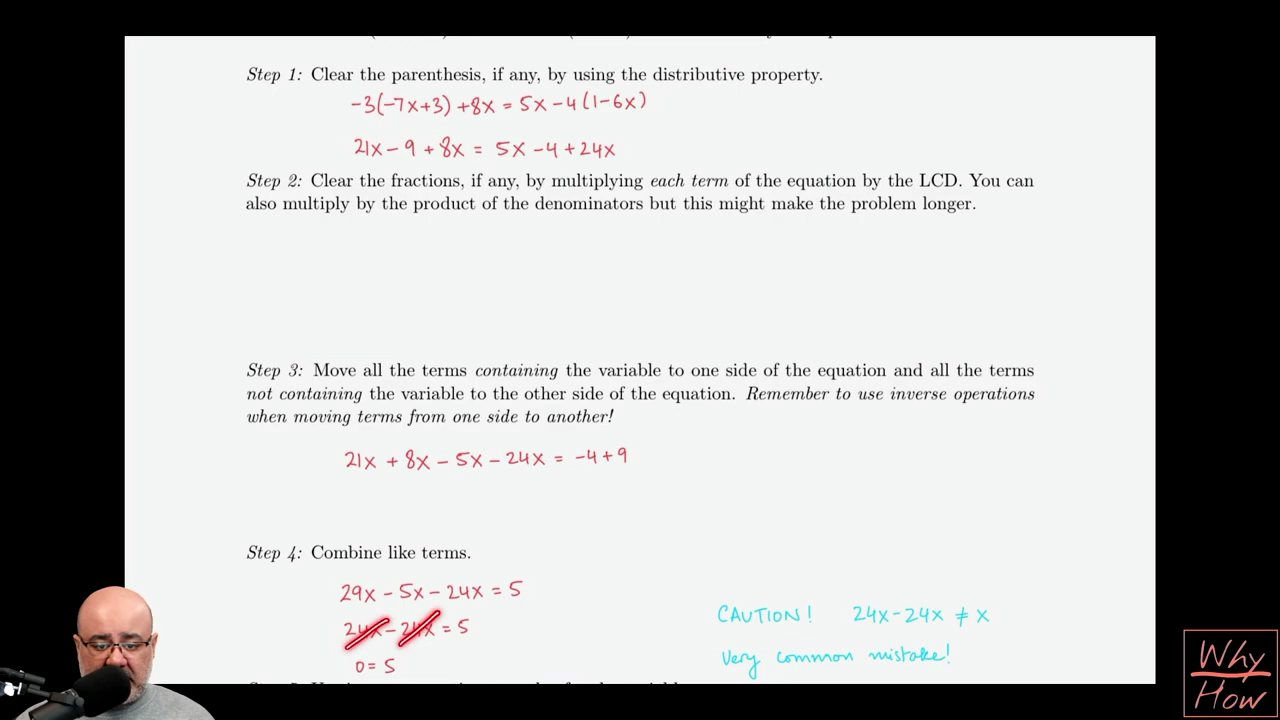 Step 1: Clear the parenthesis, if any, by using the distributive property.
-3(-7x+3)+8x = 5x-4(1-6x)
21x-9+8x = 5x-4+24x
Step 2: Clear the fractions, if any, by multiplying each term of the equation by the LCD. You can
also multiply by the product of the denominators but this might make the problem longer.
Step 3: Move all the terms containing the variable to one side of the equation and all the terms
not containing the variable to the other side of the equation. Remember to use inverse operations
when moving terms from one side to another!
21x + 8x - 5x - 24x = -4+9
Step 4: Combine like terms.
29x - 5x - 24x = 5
24x - 24x = 5
0 = 5
CAUTION! 24x-24x ≠ x
Very common mistake!
Why
How